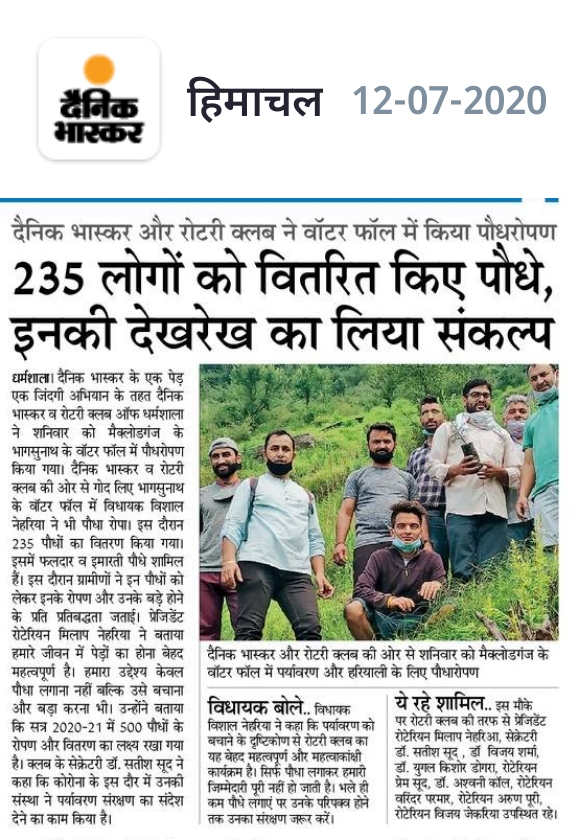 दैनिक
भास्कर
हिमाचल 12-07-2020
दैनिक भास्कर और रोटरी क्लब ने वॉटर फॉल में किया पौधरोपण
235 लोगों को वितरित किए पौधे,
इनकी देखरेख का लिया संकल्प
धर्मशाला। दैनिक भास्कर के एक पेड़
एक जिंदगी अभियान के तहत दैनिक
भास्कर व रोटरी क्लब ऑफ धर्मशाला
ने शनिवार को मैक्लोडगंज के
भागसुनाथ के वॉटर फॉल में पौधरोपण
किया गया। दैनिक भास्कर व रोटरी
क्लब की ओर से गोद लिए भागसुनाथ
के वॉटर फॉल में विधायक विशाल
नेहरिया ने भी पौधा रोपा। इस दौरान
235 पौधों का वितरण किया गया।
इसमें फलदार व इमारती पौधे शामिल
हैं। इस दौरान ग्रामीणों ने इन पौधों को
लेकर इनके रोपण और उनके बड़े होने
के प्रति प्रतिबद्धता जताई। प्रेजिडेंट
रोटेरियन मिलाप नेहरिया ने बताया
हमारे जीवन में पेड़ों का होना बेहद
महत्वपूर्ण है। हमारा उद्देश्य केवल
पौधा लगाना नहीं बल्कि उसे बचाना
और बड़ा करना भी। उन्होंने बताया
कि सत्र 2020-21 में 500 पौधों के
रोपण और वितरण का लक्ष्य रखा गया
है। क्लब के सेक्रेटरी डॉ. सतीश सूद ने
कहा कि कोरोना के इस दौर में उनकी
संस्था ने पर्यावरण संरक्षण का संदेश
देने का काम किया है।
दैनिक भास्कर और रोटरी क्लब की ओर से शनिवार को मैक्लोडगंज के
वॉटर फॉल में पर्यावरण और हरियाली के लिए पौधारोपण
विधायक बोले.. विधायक
विशाल नेहरिया ने कहा कि पर्यावरण को
बचाने के दृष्टिकोण से रोटरी क्लब का
यह बेहद महत्वपूर्ण और महत्वाकांक्षी
कार्यक्रम है। सिर्फ पौधा लगाकर हमारी
जिम्मेदारी पूरी नहीं हो जाती है। भले ही
कम पौधे लगाएं पर उनके परिपक्व होने
तक उनका संरक्षण जरूर करें।
ये रहे शामिल.. इस मौके
पर रोटरी क्लब की तरफ से प्रेजिडेंट
रोटेरियन मिलाप नेहरिआ, सेक्रेटरी
डॉ. सतीश सूद , डॉ विजय शर्मा,
डॉ. युगल किशोर डोगरा, रोटेरियन
प्रेम सूद, डॉ. अश्वनी कॉल, रोटेरियन
वरिंदर परमार, रोटेरियन अरुण पूरी,
रोटेरियन विजय जेकरिया उपस्थित रहे।